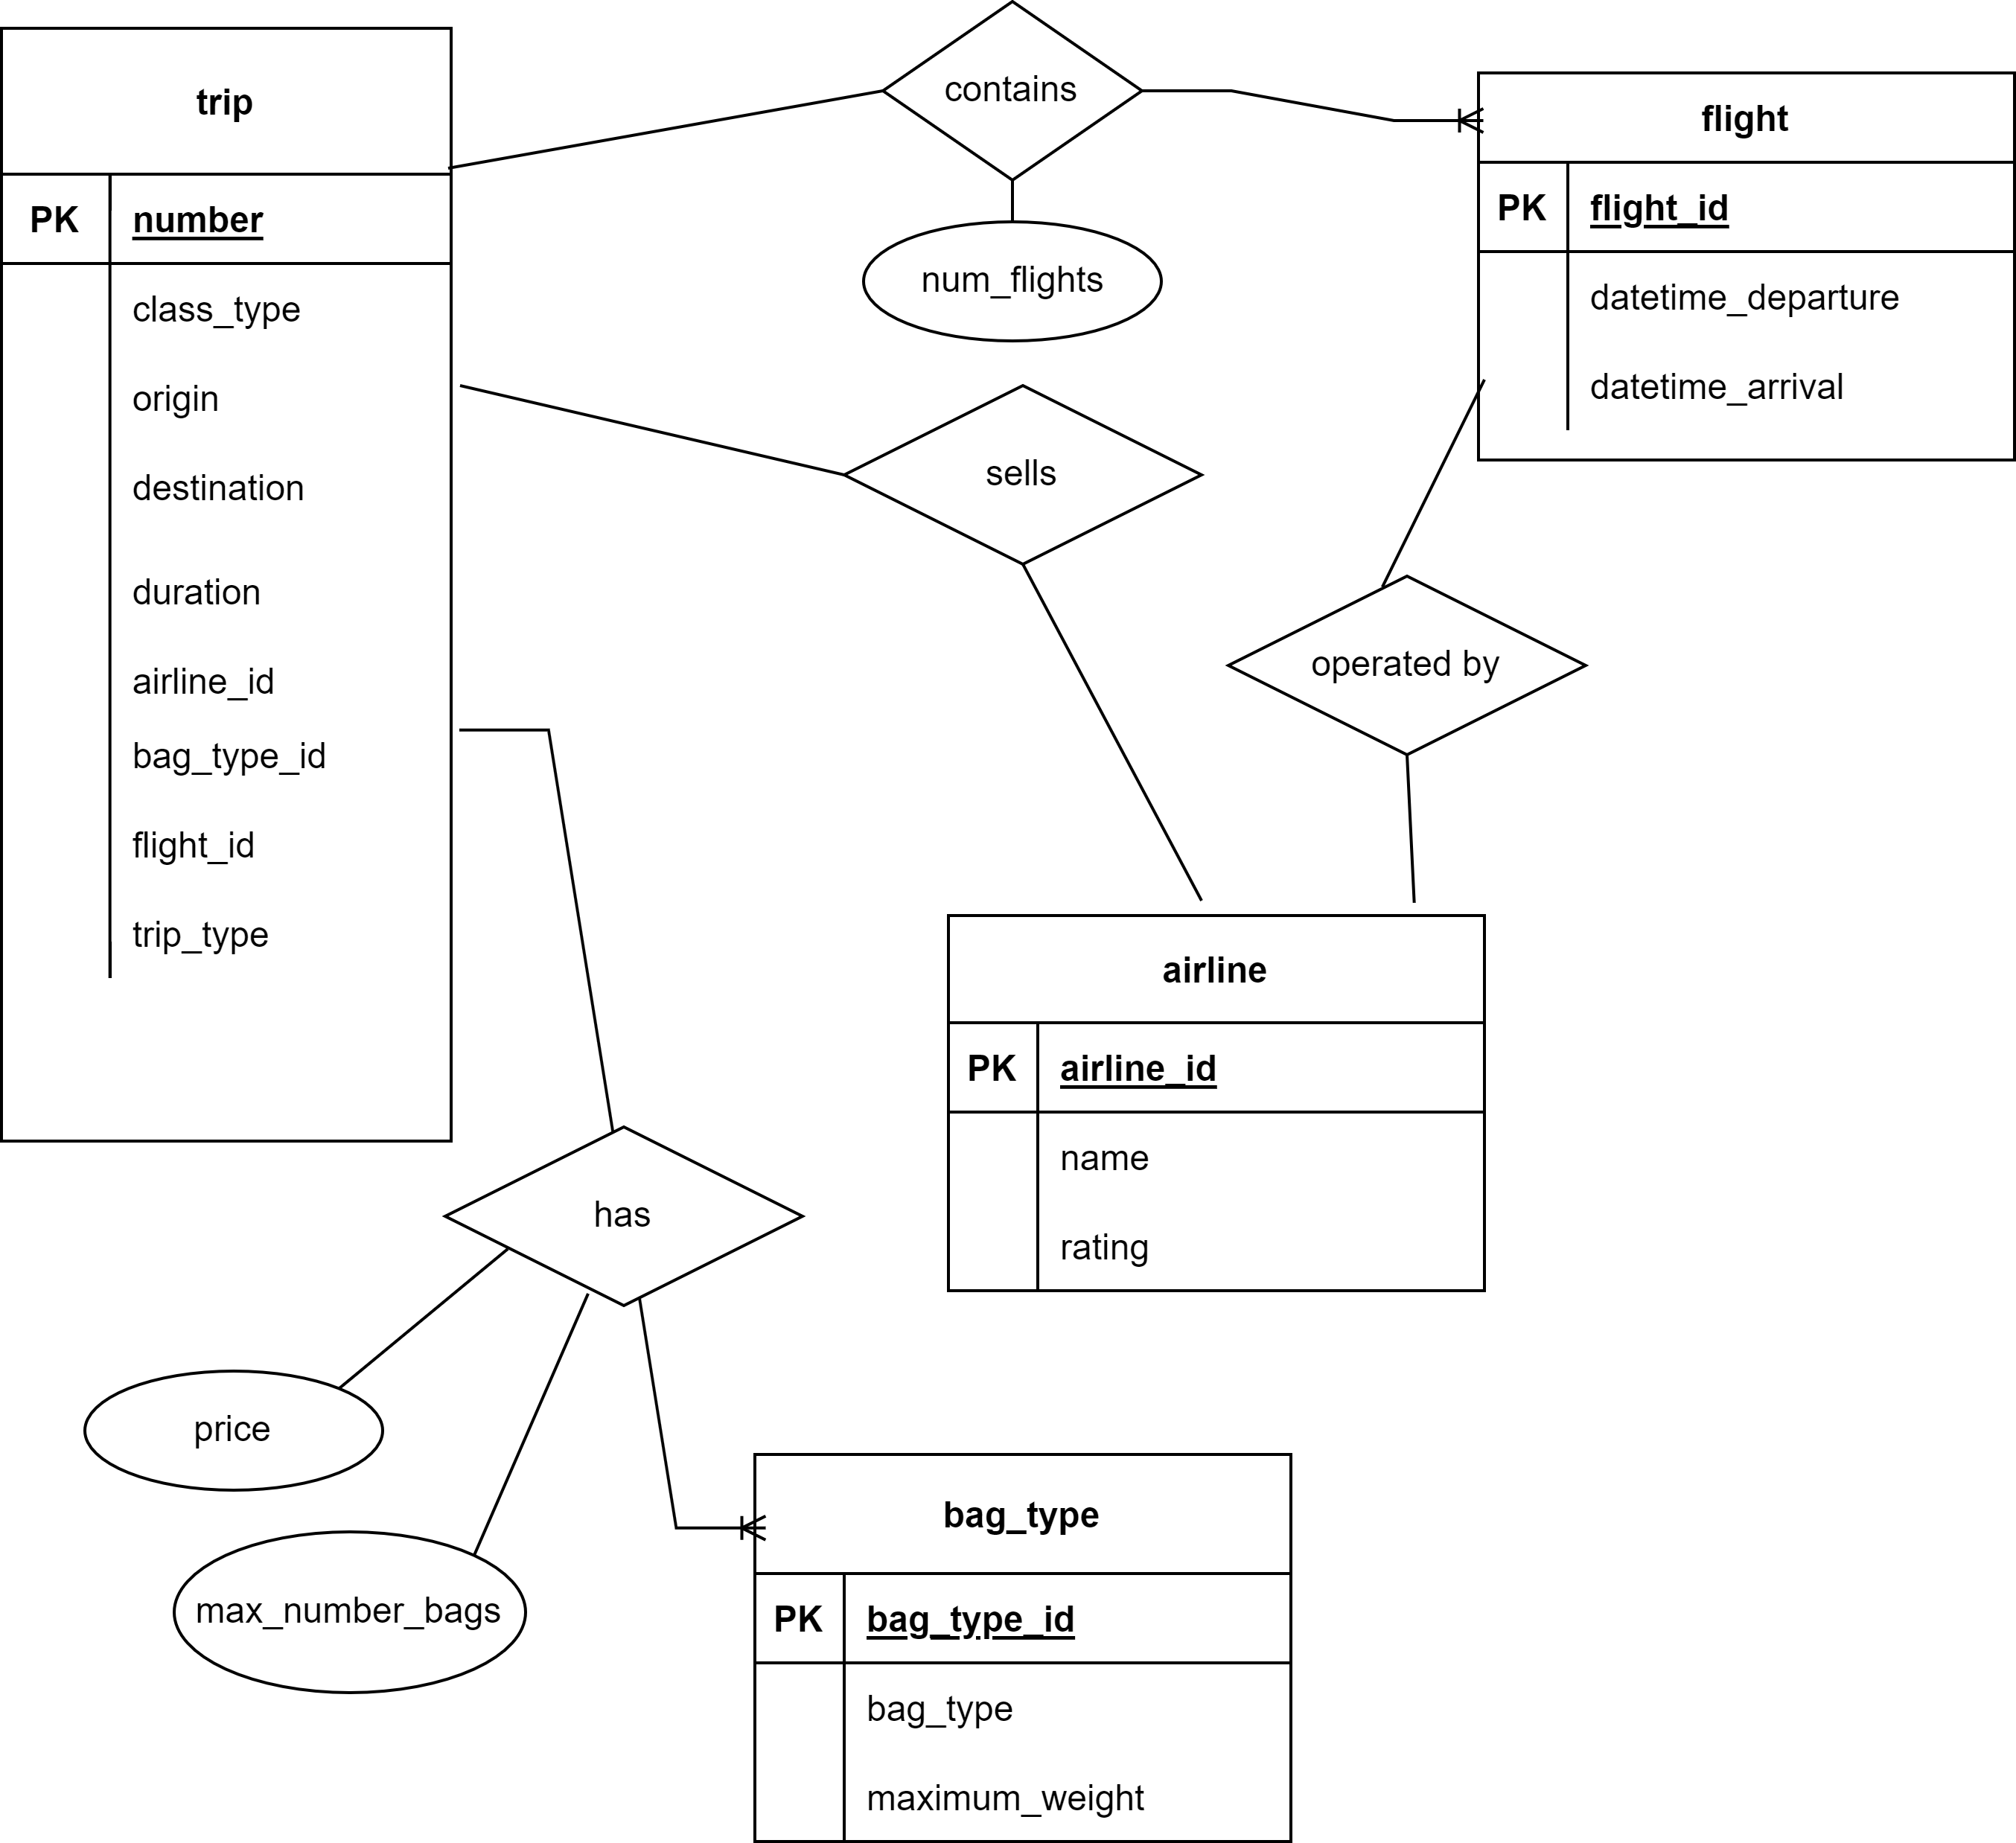 trip
PK number
class_type
origin
destination
duration
airline_id
bag_type_id
flight_id
trip_type
contains
num_flights
flight
PK flight_id
datetime_departure
datetime_arrival
sells
operated by
airline
PK airline_id
name
rating
has
price
max_number_bags
bag_type
PK bag_type_id
bag_type
maximum_weight